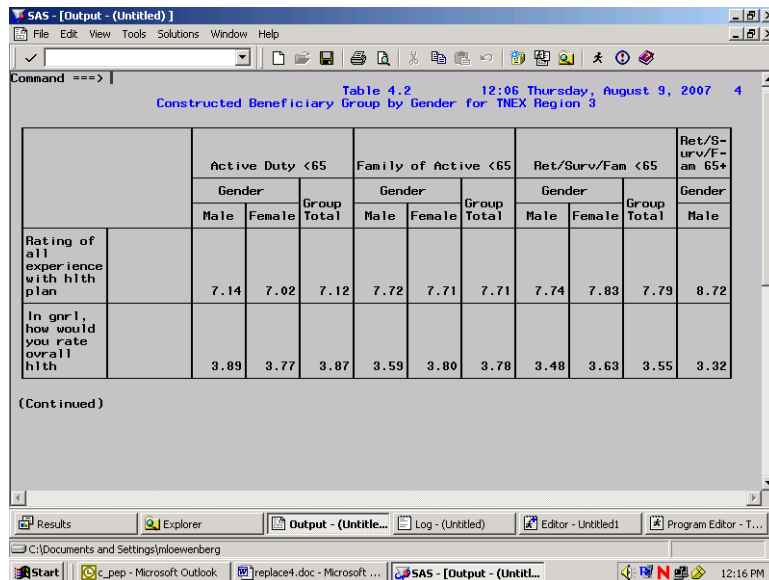 SAS - [Output - (Untitled) ]
File Edit View Tools Solutions Window Help
Command ===>
Table 4.2 12:06 Thursday, August 9, 2007 4
Constructed Beneficiary Group by Gender for TNEX Region 3
Active Duty <65 Family of Active <65 Ret/Surv/Fam <65 Ret/S-
urv/F-
am 65+
Gender Group Total Gender Group Total Gender Group Total Gender
Male Female Male Female Male Female Male
Rating of
all
experience
with hlth
plan 7.14 7.02 7.12 7.72 7.71 7.71 7.74 7.83 7.79 8.72
In gnrl,
how would
you rate
ovrall
hlth 3.89 3.77 3.87 3.59 3.80 3.78 3.48 3.63 3.55 3.32
(Continued)
Results Explorer Output - (Untitle... Log - (Untitled) Editor - Untitled1 Program Editor - T...
C:\Documents and Settings\mloewenberg
Start c_pep - Microsoft Outlook replace4.doc - Microsoft ... SAS - [Output - (Untitl... N 12:16 PM